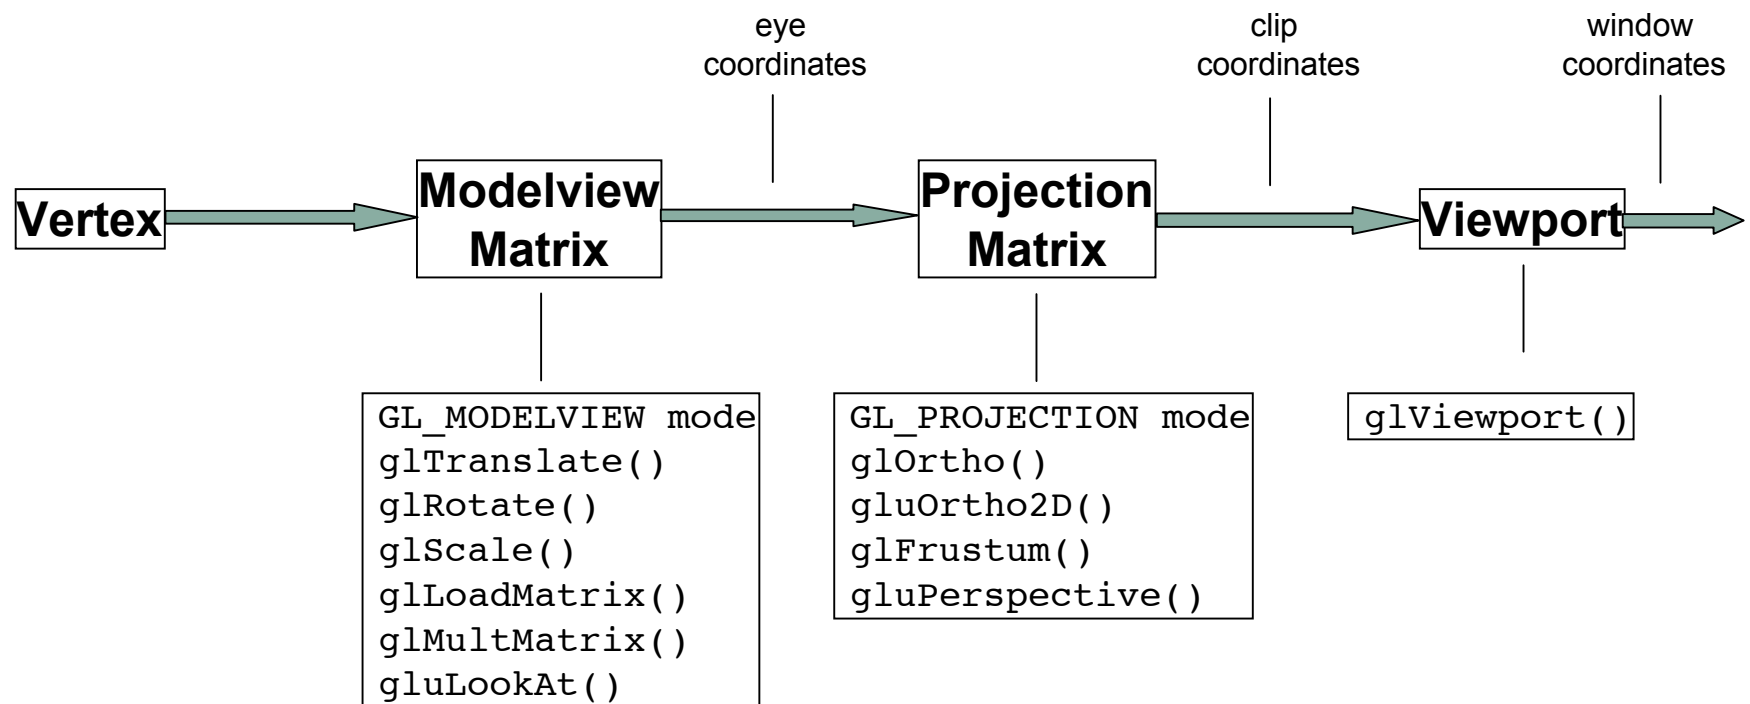 eye
coordinates
clip
coordinates
window
coordinates
Vertex
Modelview
Matrix
Projection
Matrix
Viewport
GL_MODELVIEW mode
glTranslate()
glRotate()
glScale()
glLoadMatrix()
glMultMatrix()
gluLookAt()
GL_PROJECTION mode
glOrtho()
gluOrtho2D()
glFrustum()
gluPerspective()
glViewport()